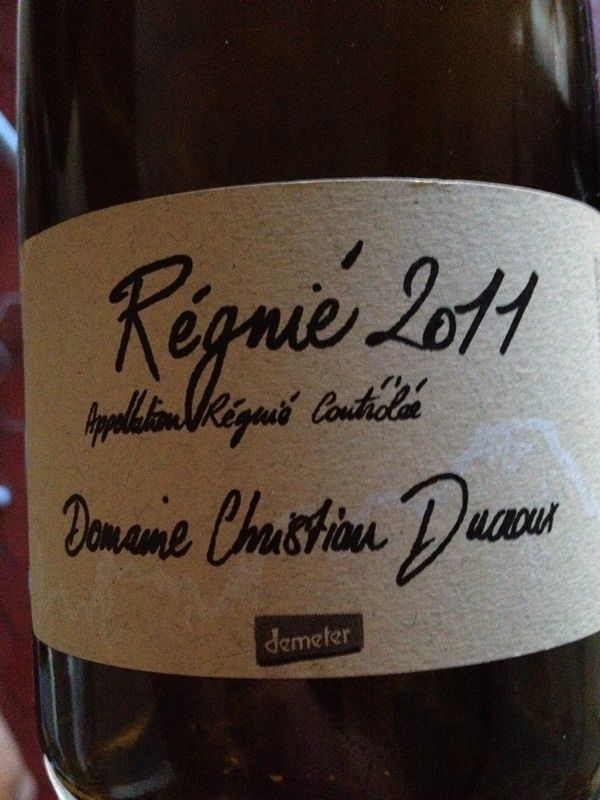 Régnié 2011
Appellation Régnié Contrôlée
Domaine Christian Ducroux
demeter